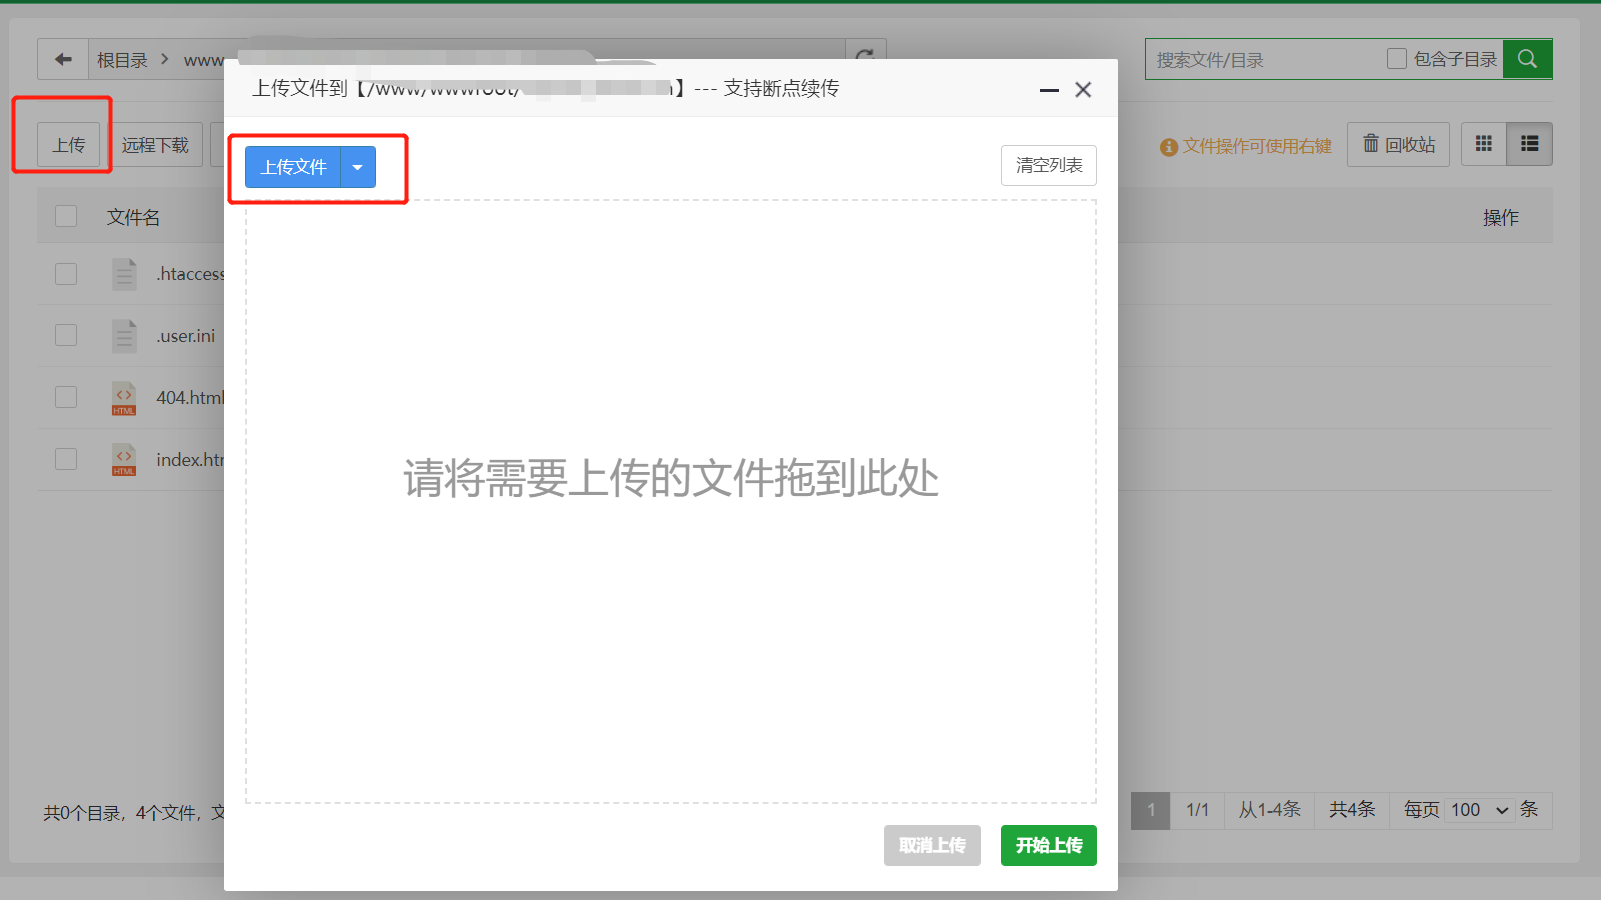 根目录 > www
搜索文件/目录
包含子目录
上传文件到【/www/wwwroot/
】--- 支持断点续传
上传
远程下载
文件操作可使用右键
回收站
上传文件
清空列表
文件名
操作
.htaccess
.user.ini
404.html
HTML
index.htm
HTML
请将需要上传的文件拖到此处
共0个目录，4个文件，文
1
1/1
从1-4条
共4条
每页
100
条
取消上传
开始上传